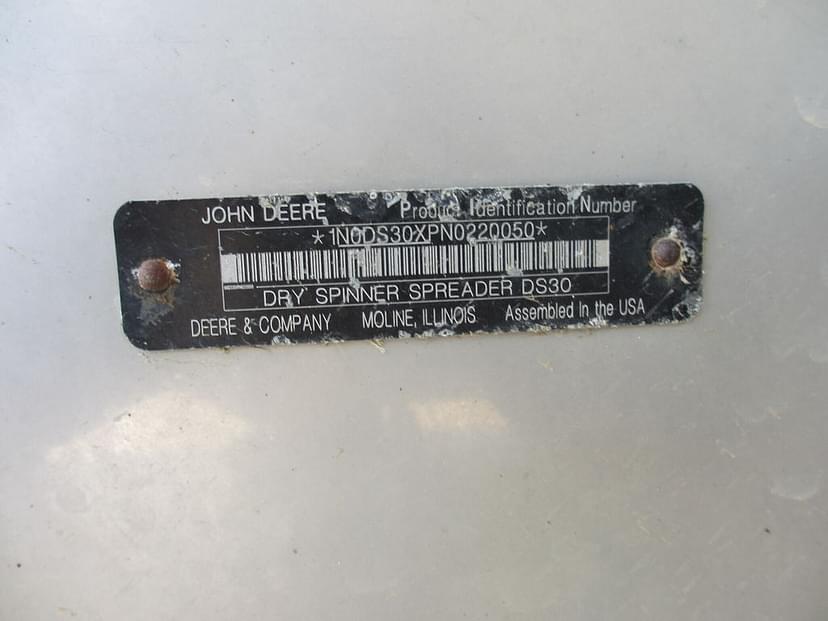 JOHN DEERE Product Identification Number
*1N0DS30XPN0220050*
DRY SPINNER SPREADER DS30
DEERE & COMPANY MOLINE, ILLINOIS Assembled in the USA